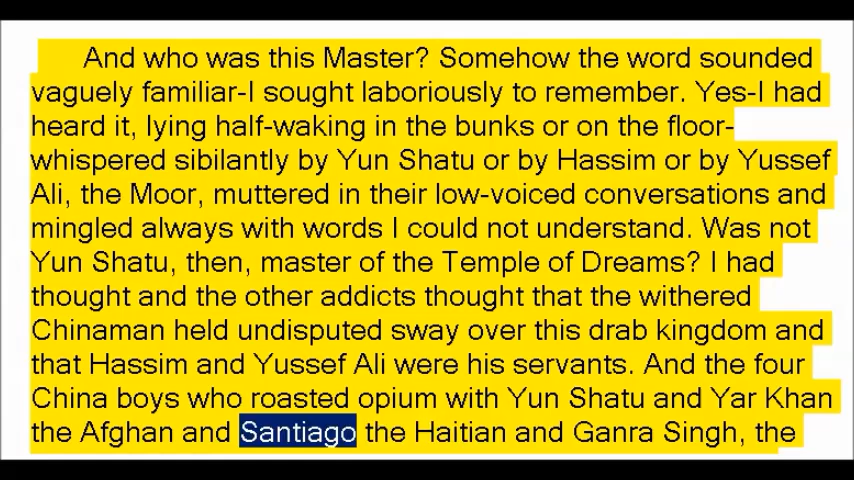 And who was this Master? Somehow the word sounded
vaguely familiar-I sought laboriously to remember. Yes-I had
heard it, lying half-waking in the bunks or on the floor-
whispered sibilantly by Yun Shatu or by Hassim or by Yussef
Ali, the Moor, muttered in their low-voiced conversations and
mingled always with words I could not understand. Was not
Yun Shatu, then, master of the Temple of Dreams? I had
thought and the other addicts thought that the withered
Chinaman held undisputed sway over this drab kingdom and
that Hassim and Yussef Ali were his servants. And the four
China boys who roasted opium with Yun Shatu and Yar Khan
the Afghan and Santiago the Haitian and Ganra Singh, the